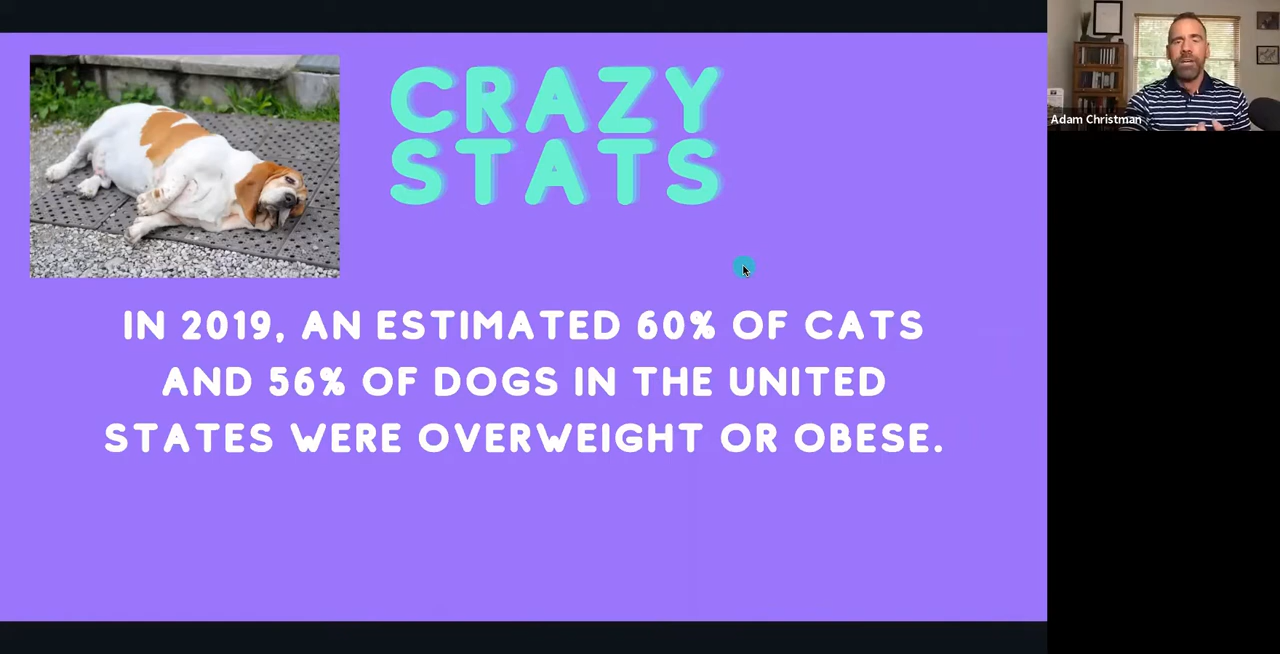 CRAZY
STATS
IN 2019, AN ESTIMATED 60% OF CATS
AND 56% OF DOGS IN THE UNITED
STATES WERE OVERWEIGHT OR OBESE.
Adam Christman